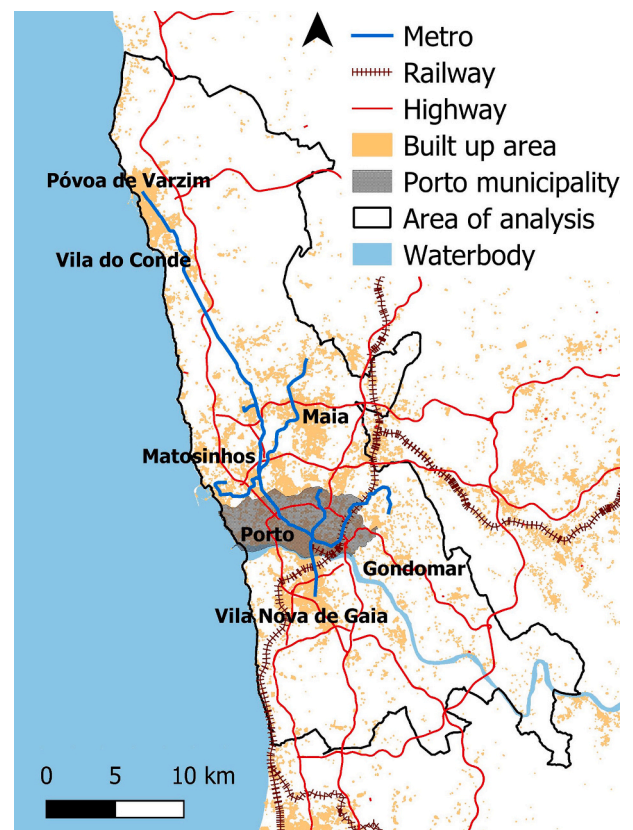 Metro
Railway
Highway
Built up area
Porto municipality
Area of analysis
Waterbody
Póvoa de Varzim
Vila do Conde
Maia
Matosinhos
Porto
Gondomar
Vila Nova de Gaia
0 5 10 km